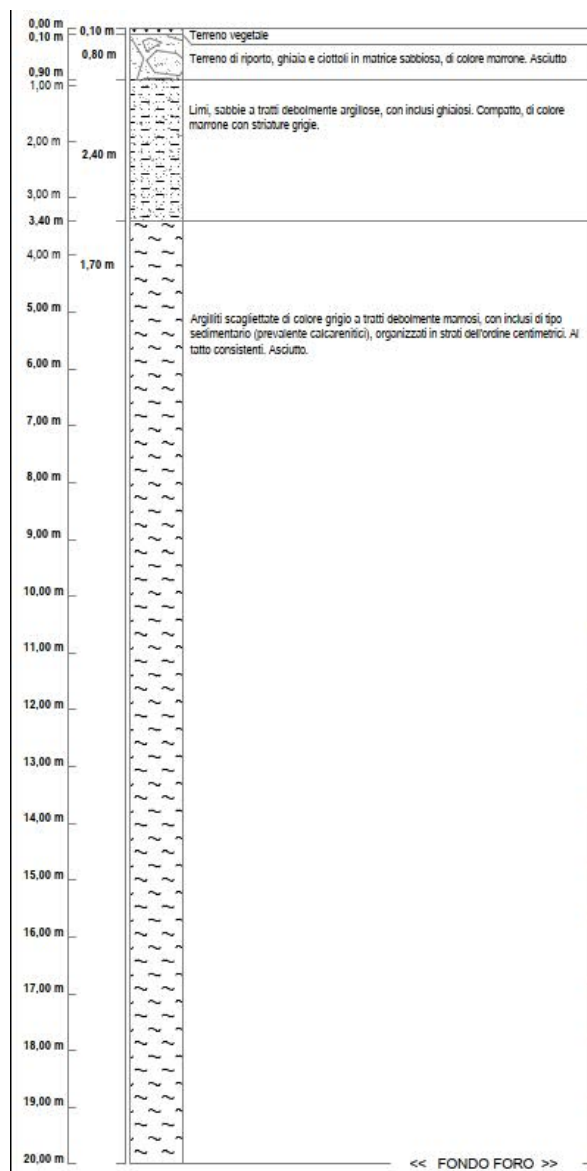 0,00 m
0,10 m
0,10 m
Terreno vegetale
0,80 m
Terreno di riporto, ghiaia e ciottoli in matrice sabbiosa, di colore marrone. Asciutto
0,90 m
1,00 m
Limi, sabbie a tratti debolmente argillose, con inclusi ghiaiosi. Compatto, di colore
marrone con striature grigie.
2,00 m
2,40 m
3,00 m
3,40 m
4,00 m
1,70 m
5,00 m
Argilliti scagliettate di colore grigio a tratti debolmente marnosi, con inclusi di tipo
sedimentario (prevalente calcarenitici), organizzati in strati dell'ordine centimetrici. Al
tatto consistenti. Asciutto.
6,00 m
7,00 m
8,00 m
9,00 m
10,00 m
11,00 m
12,00 m
13,00 m
14,00 m
15,00 m
16,00 m
17,00 m
18,00 m
19,00 m
20,00 m
<< FONDO FORO >>